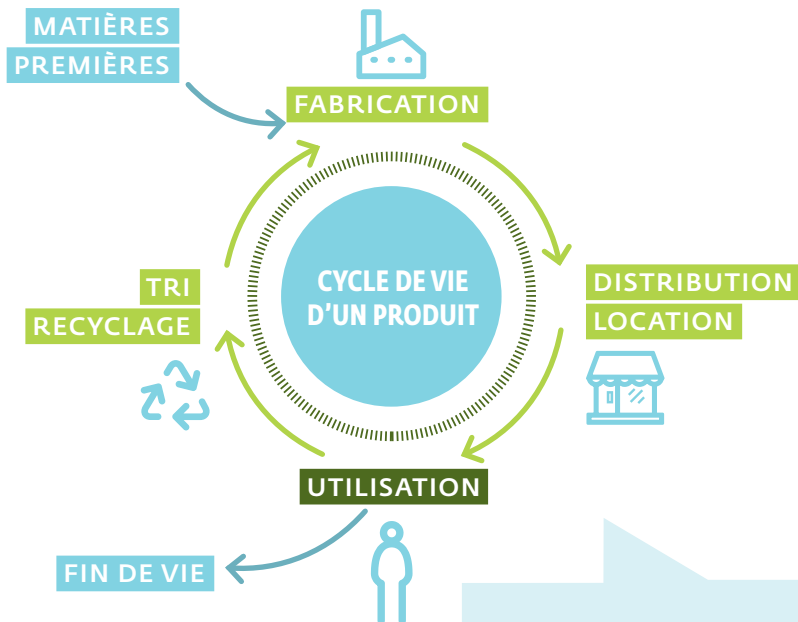 MATIÈRES
PREMIÈRES
FABRICATION
CYCLE DE VIE
D’UN PRODUIT
TRI
RECYCLAGE
DISTRIBUTION
LOCATION
UTILISATION
FIN DE VIE